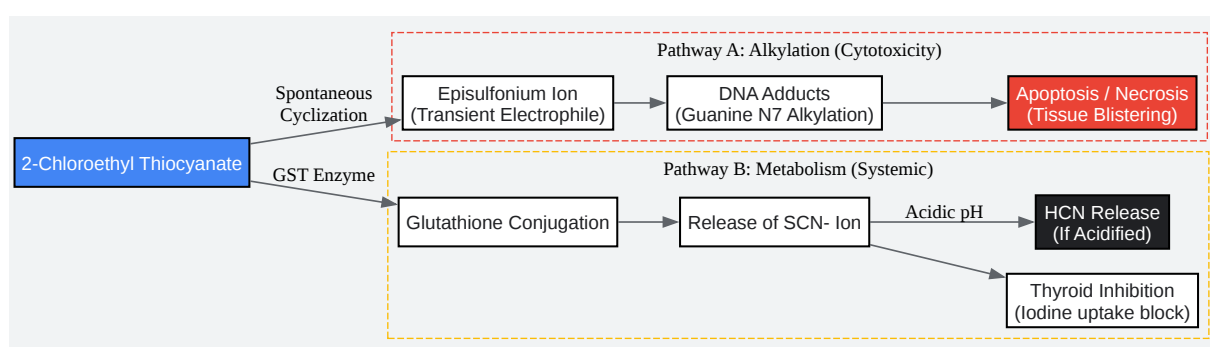 Pathway A: Alkylation (Cytotoxicity)
Spontaneous
Cyclization
Episulfonium Ion
(Transient Electrophile)
DNA Adducts
(Guanine N7 Alkylation)
Apoptosis / Necrosis
(Tissue Blistering)
2-Chloroethyl Thiocyanate
GST Enzyme
Pathway B: Metabolism (Systemic)
Glutathione Conjugation
Release of SCN- Ion
Acidic pH
HCN Release
(If Acidified)
Thyroid Inhibition
(Iodine uptake block)